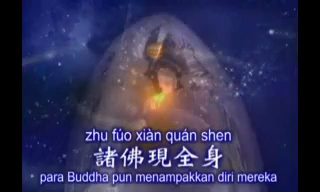 zhu fúo xiàn quán shen
諸佛現全身
para Buddha pun menampakkan diri mereka